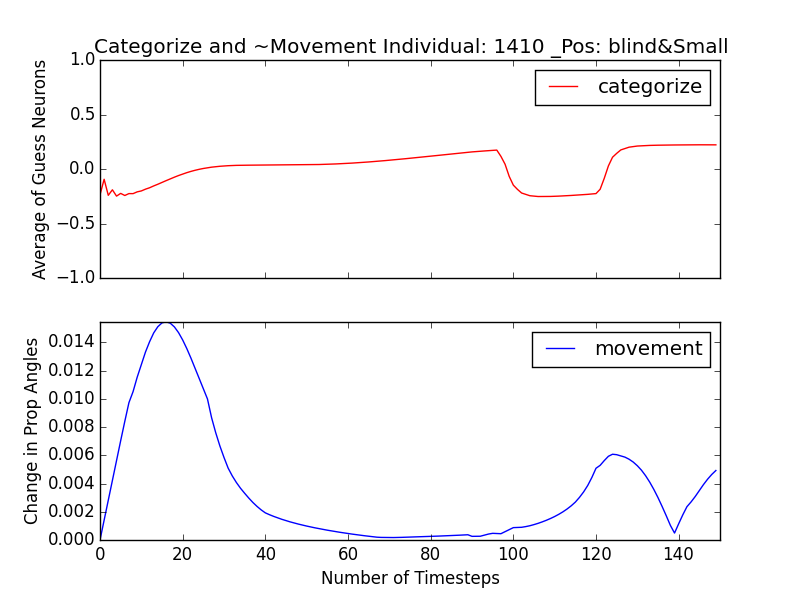 Categorize and ~Movement Individual: 1410 _Pos: blind&Small
1.0
0.5
0.0
−0.5
−1.0
Average of Guess Neurons
categorize
0.014
0.012
0.010
0.008
0.006
0.004
0.002
0.000
Change in Prop Angles
movement
0 20 40 60 80 100 120 140
Number of Timesteps